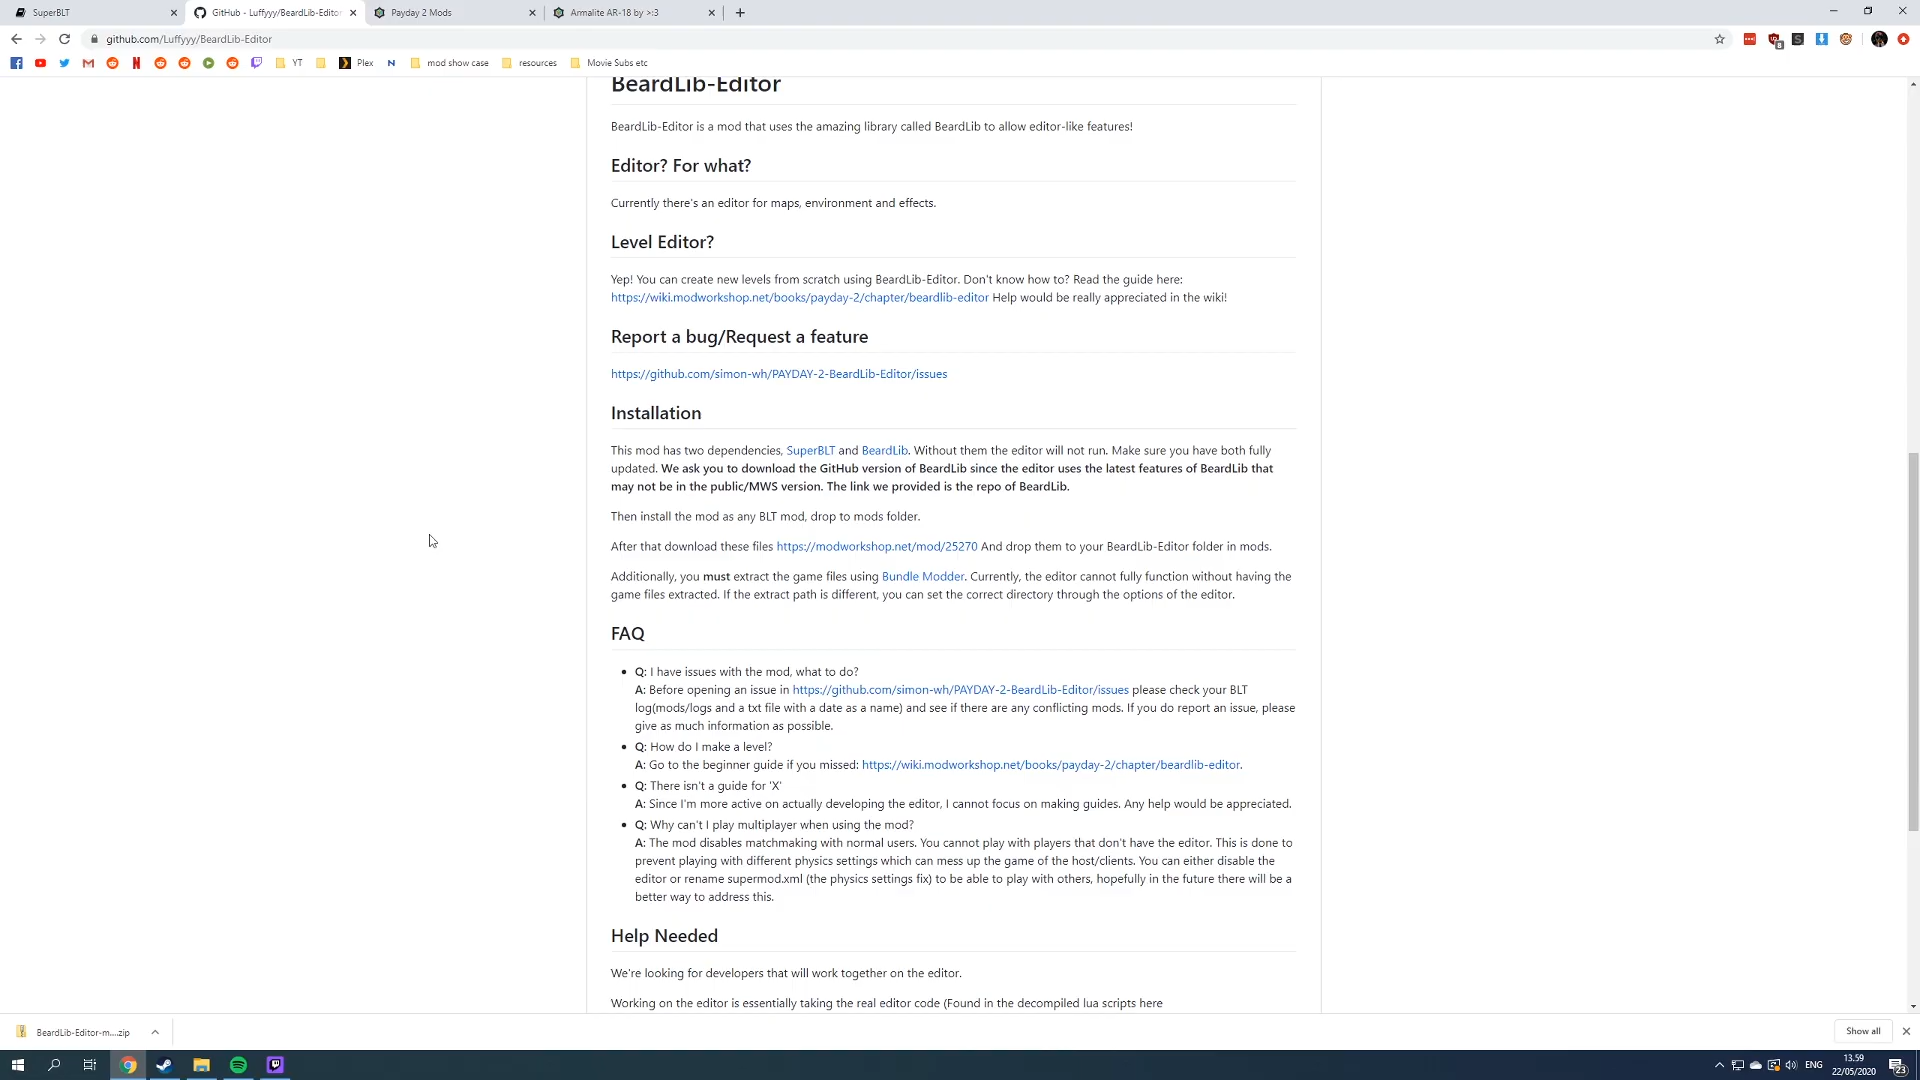 SuperBLT
GitHub - Luffyyy/BeardLib-Editor
Payday 2 Mods
Armalite AR-18 by >:3
github.com/Luffyyy/BeardLib-Editor
YT
Plex
mod show case
resources
Movie Subs etc
BeardLib-Editor
BeardLib-Editor is a mod that uses the amazing library called BeardLib to allow editor-like features!
Editor? For what?
Currently there's an editor for maps, environment and effects.
Level Editor?
Yep! You can create new levels from scratch using BeardLib-Editor. Don't know how to? Read the guide here:
https://wiki.modworkshop.net/books/payday-2/chapter/beardlib-editor Help would be really appreciated in the wiki!
Report a bug/Request a feature
https://github.com/simon-wh/PAYDAY-2-BeardLib-Editor/issues
Installation
This mod has two dependencies, SuperBLT and BeardLib. Without them the editor will not run. Make sure you have both fully
updated. We ask you to download the GitHub version of BeardLib since the editor uses the latest features of BeardLib that
may not be in the public/MWS version. The link we provided is the repo of BeardLib.
Then install the mod as any BLT mod, drop to mods folder.
After that download these files https://modworkshop.net/mod/25270 And drop them to your BeardLib-Editor folder in mods.
Additionally, you must extract the game files using Bundle Modder. Currently, the editor cannot fully function without having the
game files extracted. If the extract path is different, you can set the correct directory through the options of the editor.
FAQ
Q: I have issues with the mod, what to do?
A: Before opening an issue in https://github.com/simon-wh/PAYDAY-2-BeardLib-Editor/issues please check your BLT
log(mods/logs and a txt file with a date as a name) and see if there are any conflicting mods. If you do report an issue, please
give as much information as possible.
Q: How do I make a level?
A: Go to the beginner guide if you missed: https://wiki.modworkshop.net/books/payday-2/chapter/beardlib-editor.
Q: There isn't a guide for 'X'
A: Since I'm more active on actually developing the editor, I cannot focus on making guides. Any help would be appreciated.
Q: Why can't I play multiplayer when using the mod?
A: The mod disables matchmaking with normal users. You cannot play with players that don't have the editor. This is done to
prevent playing with different physics settings which can mess up the game of the host/clients. You can either disable the
editor or rename supermod.xml (the physics settings fix) to be able to play with others, hopefully in the future there will be a
better way to address this.
Help Needed
We're looking for developers that will work together on the editor.
Working on the editor is essentially taking the real editor code (Found in the decompiled lua scripts here
BeardLib-Editor-m....zip
Show all
ENG
13.59
22/05/2020
23